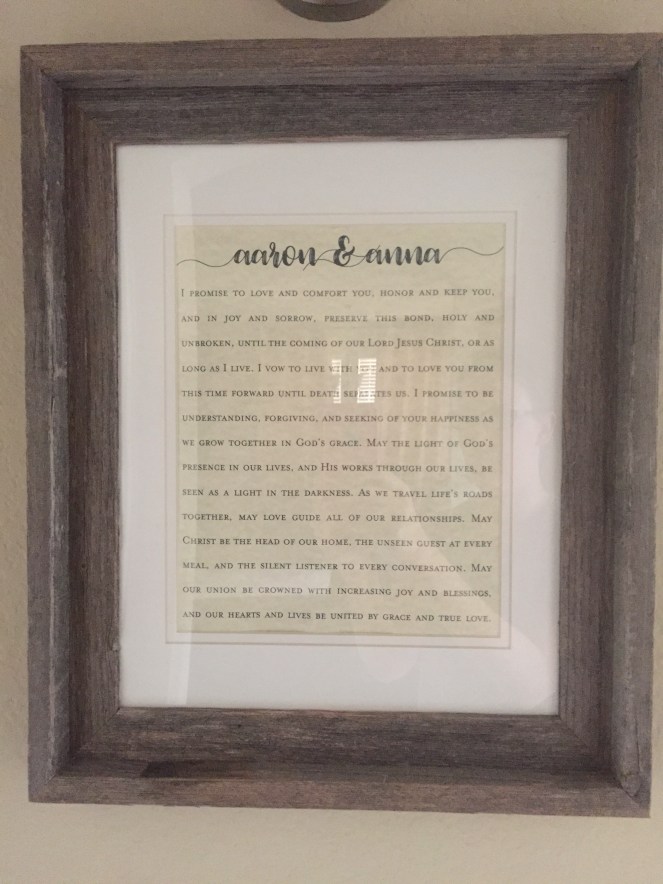 aaron & anna
I promise to love and comfort you, honor and keep you,
and in joy and sorrow, preserve this bond, holy and
unbroken, until the coming of our Lord Jesus Christ, or as
long as I live. I vow to live with and to love you from
this time forward until death separates us. I promise to be
understanding, forgiving, and seeking of your happiness as
we grow together in God's grace. May the light of God's
presence in our lives, and His works through our lives, be
seen as a light in the darkness. As we travel life's roads
together, may love guide all of our relationships. May
Christ be the head of our home, the unseen guest at every
meal, and the silent listener to every conversation. May
our union be crowned with increasing joy and blessings,
and our hearts and lives be united by grace and true love.